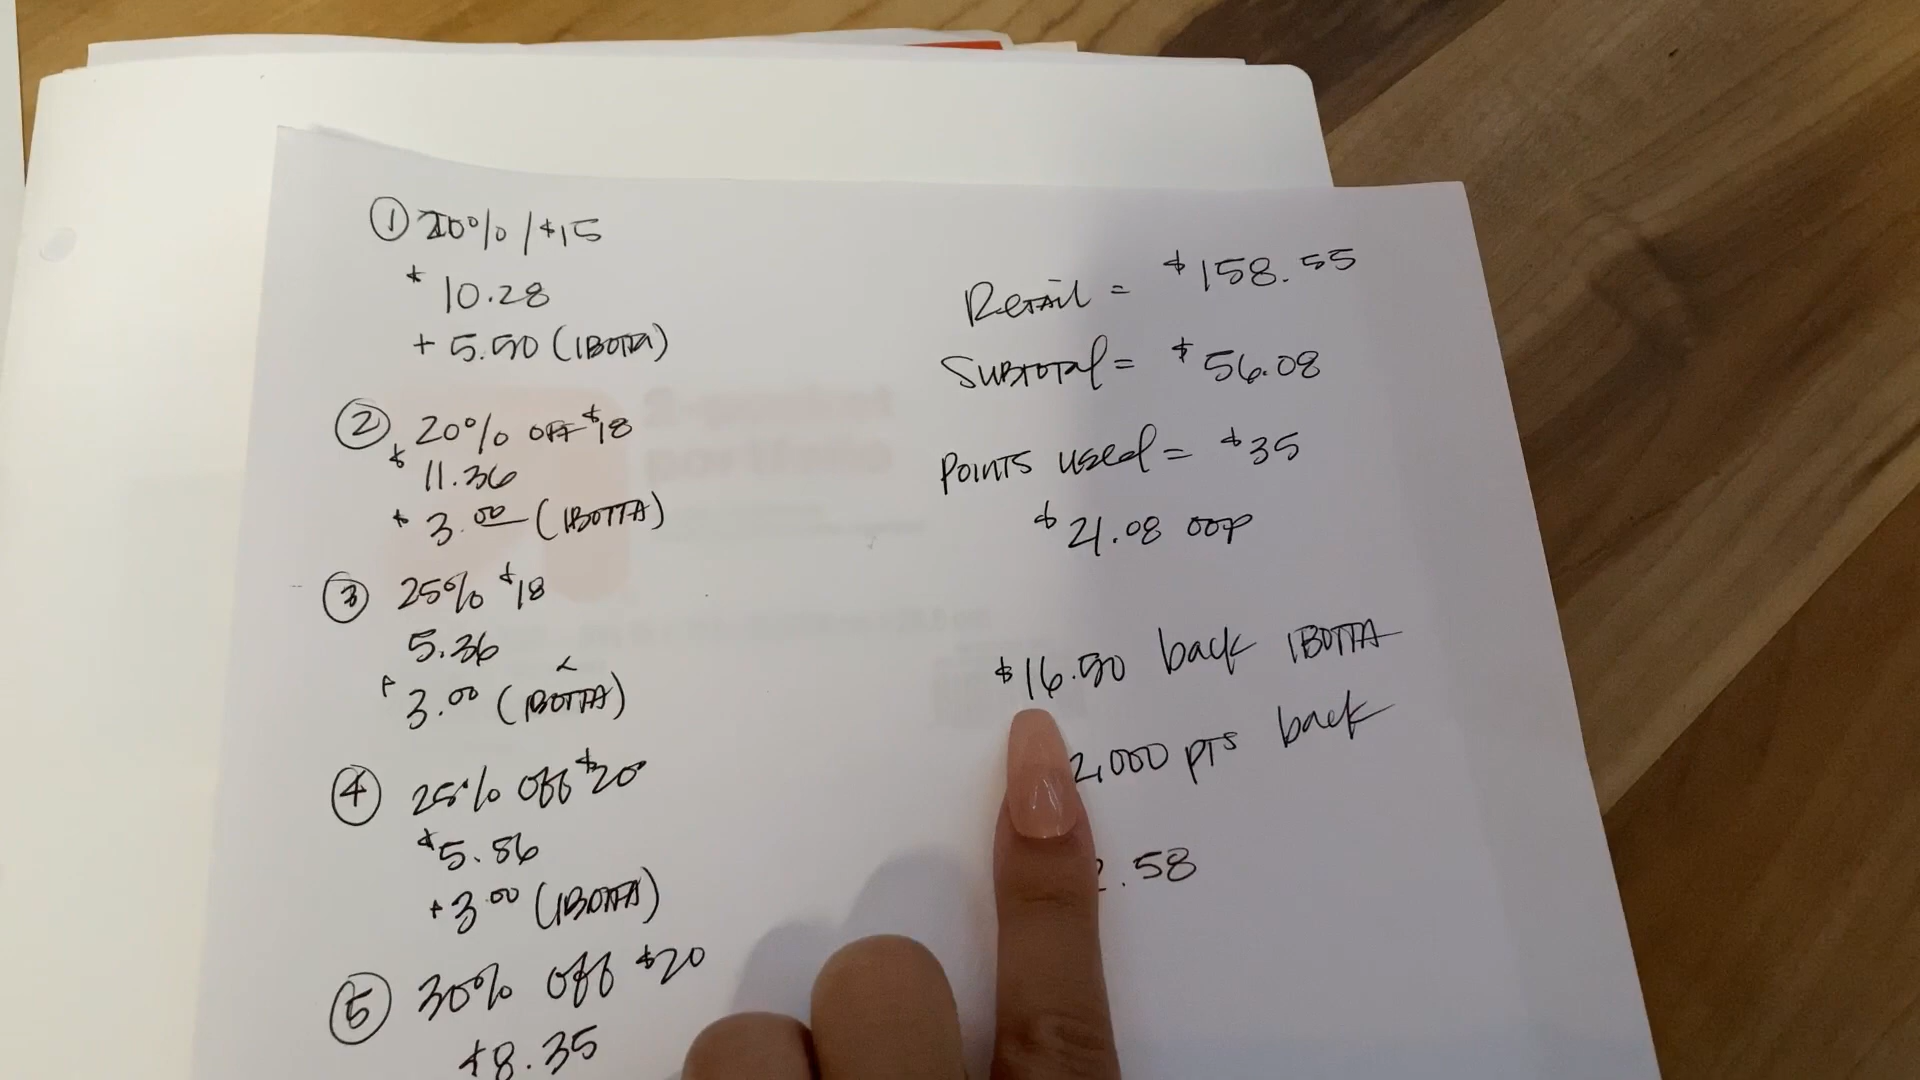 ① 20%/$15
$10.28
+ 5.50 (IBOTTA)
② 20% OFF $18
$11.36
+ 3.00 (IBOTTA)
③ 25% $18
5.36
+ 3.00 (IBOTTA)
④ 25% Off $20
$5.86
+3.00 (IBOTTA)
⑤ 30% Off $20
$8.35
Retail = $158.55
Subtotal = $56.08
Points used = $35
$21.08 OOP
$16.50 back IBOTTA
2,000 pts back
.58